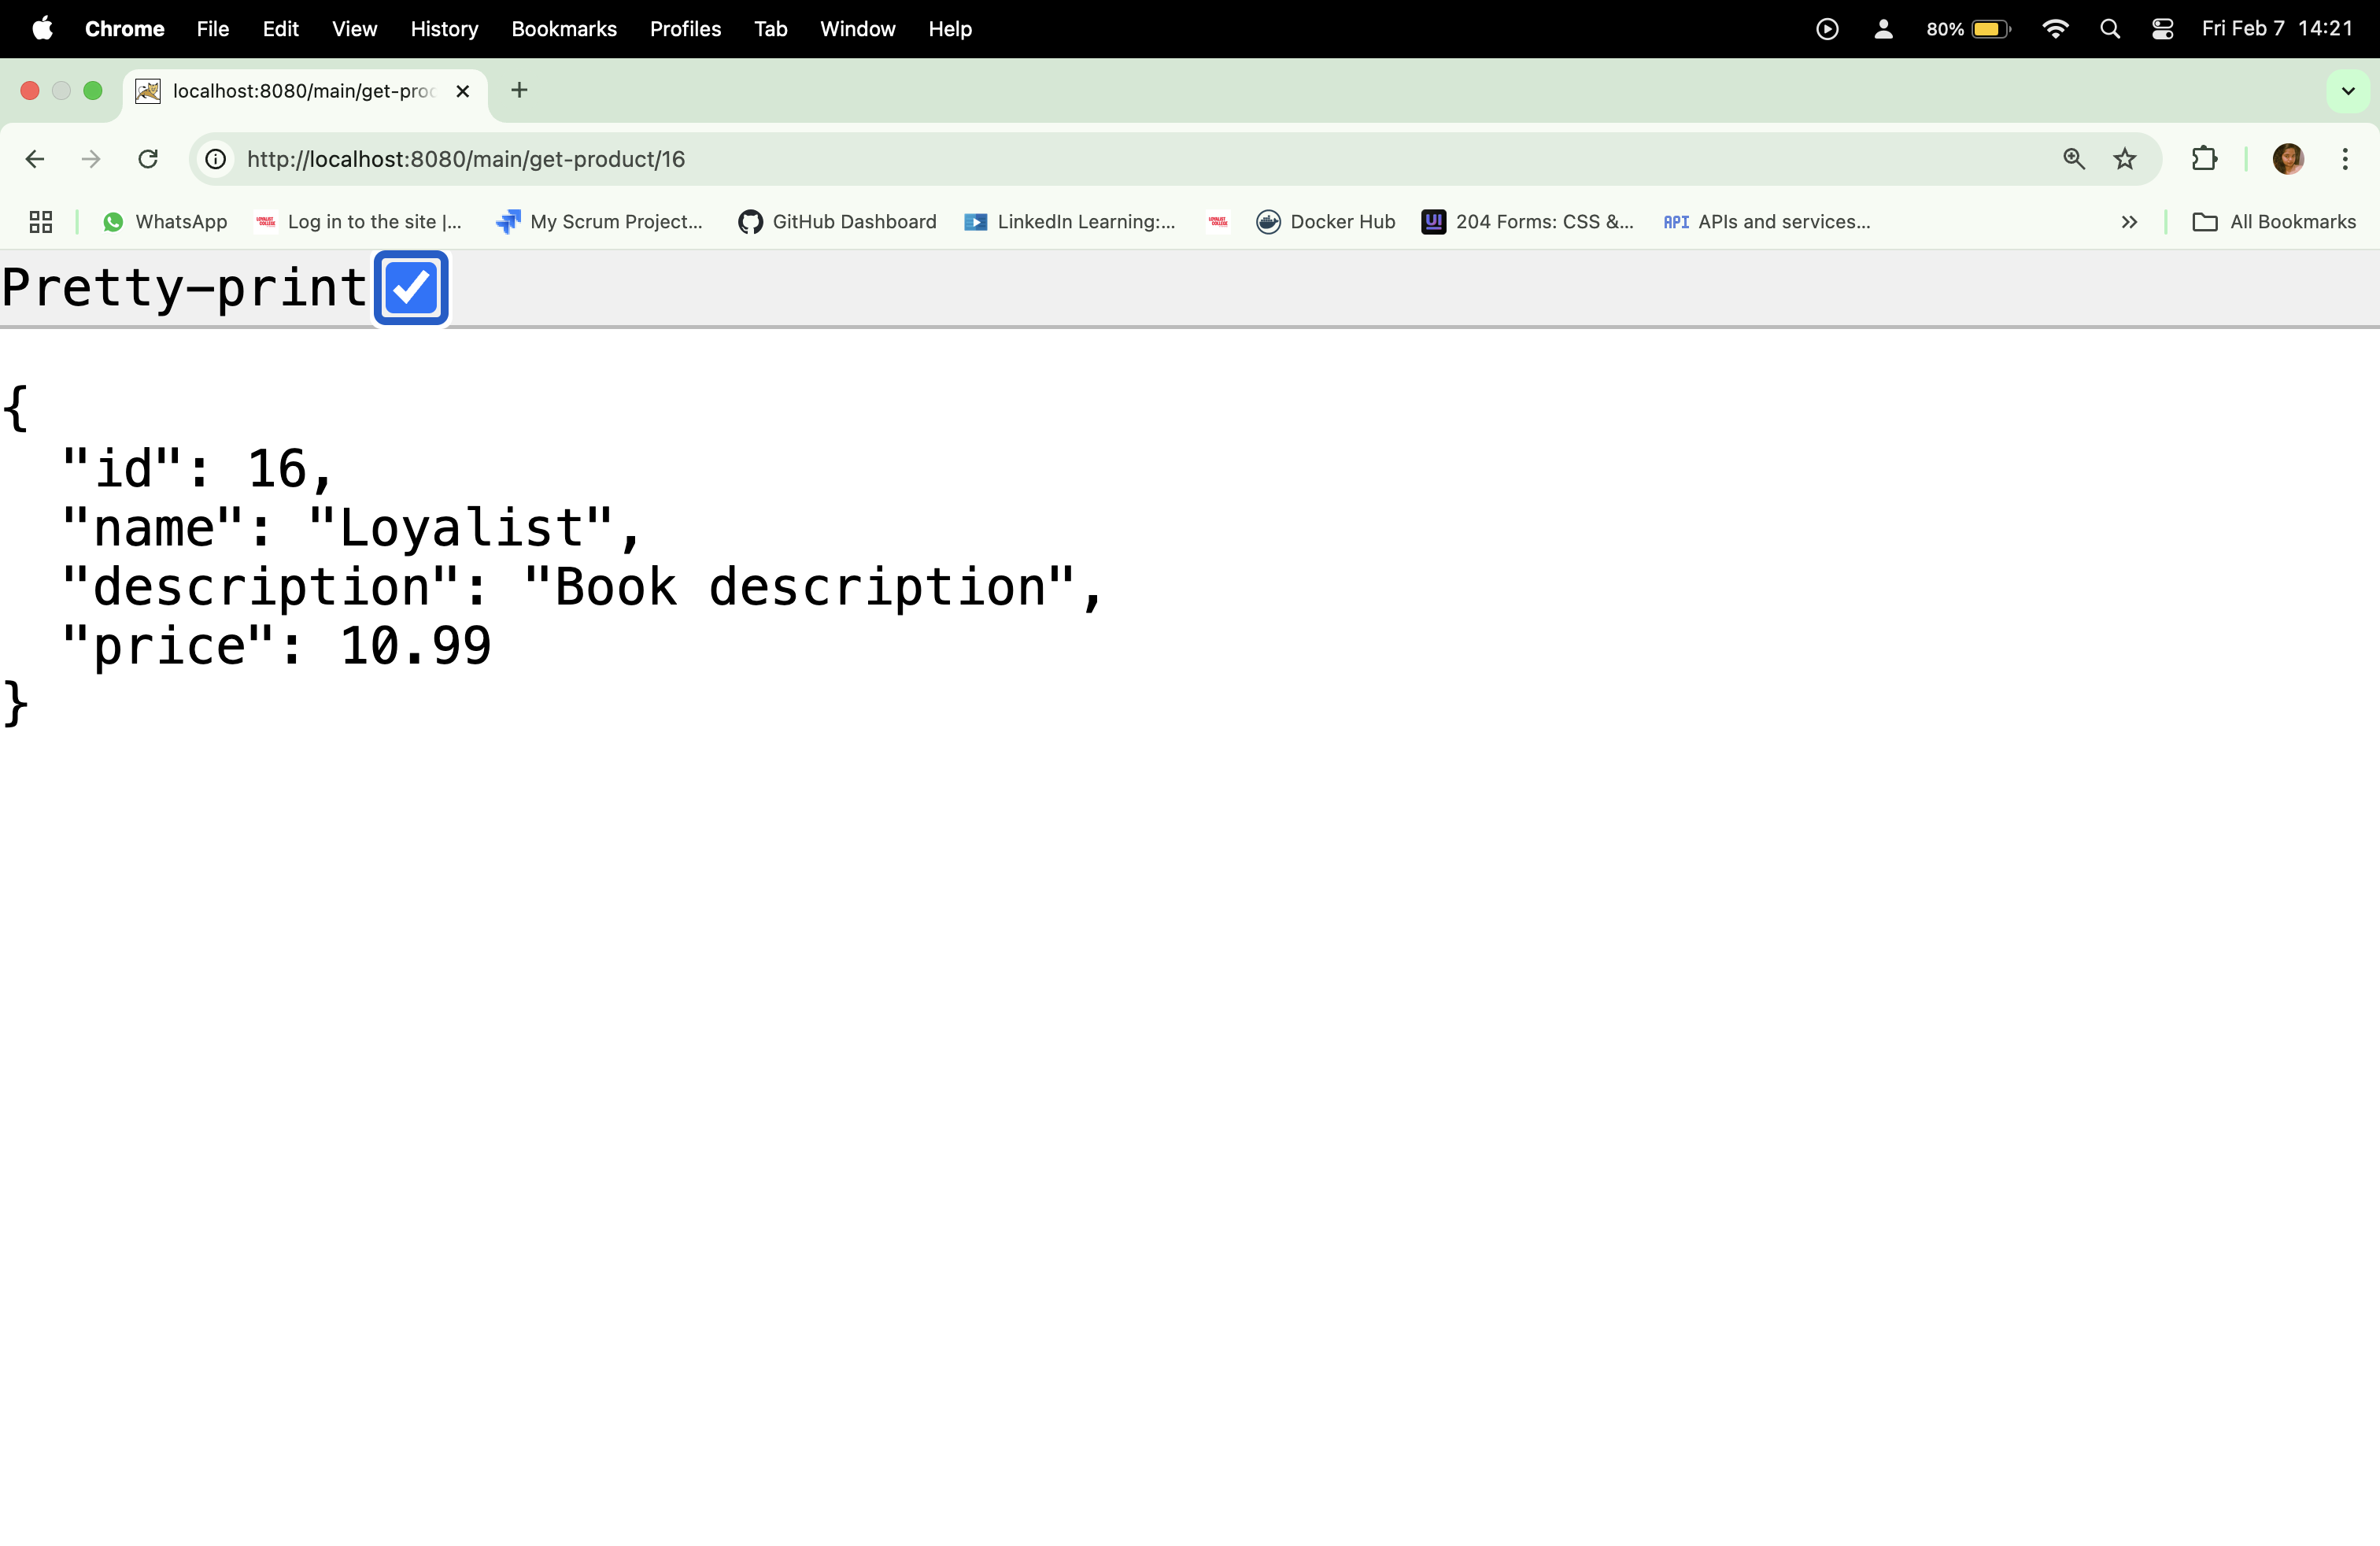 Chrome File Edit View History Bookmarks Profiles Tab Window Help 80% Fri Feb 7 14:21
localhost:8080/main/get-proc
http://localhost:8080/main/get-product/16
WhatsApp Log in to the site |... My Scrum Project... GitHub Dashboard LinkedIn Learning:... Docker Hub UI 204 Forms: CSS &... API APIs and services... All Bookmarks
Pretty-print
{
"id": 16,
"name": "Loyalist",
"description": "Book description",
"price": 10.99
}